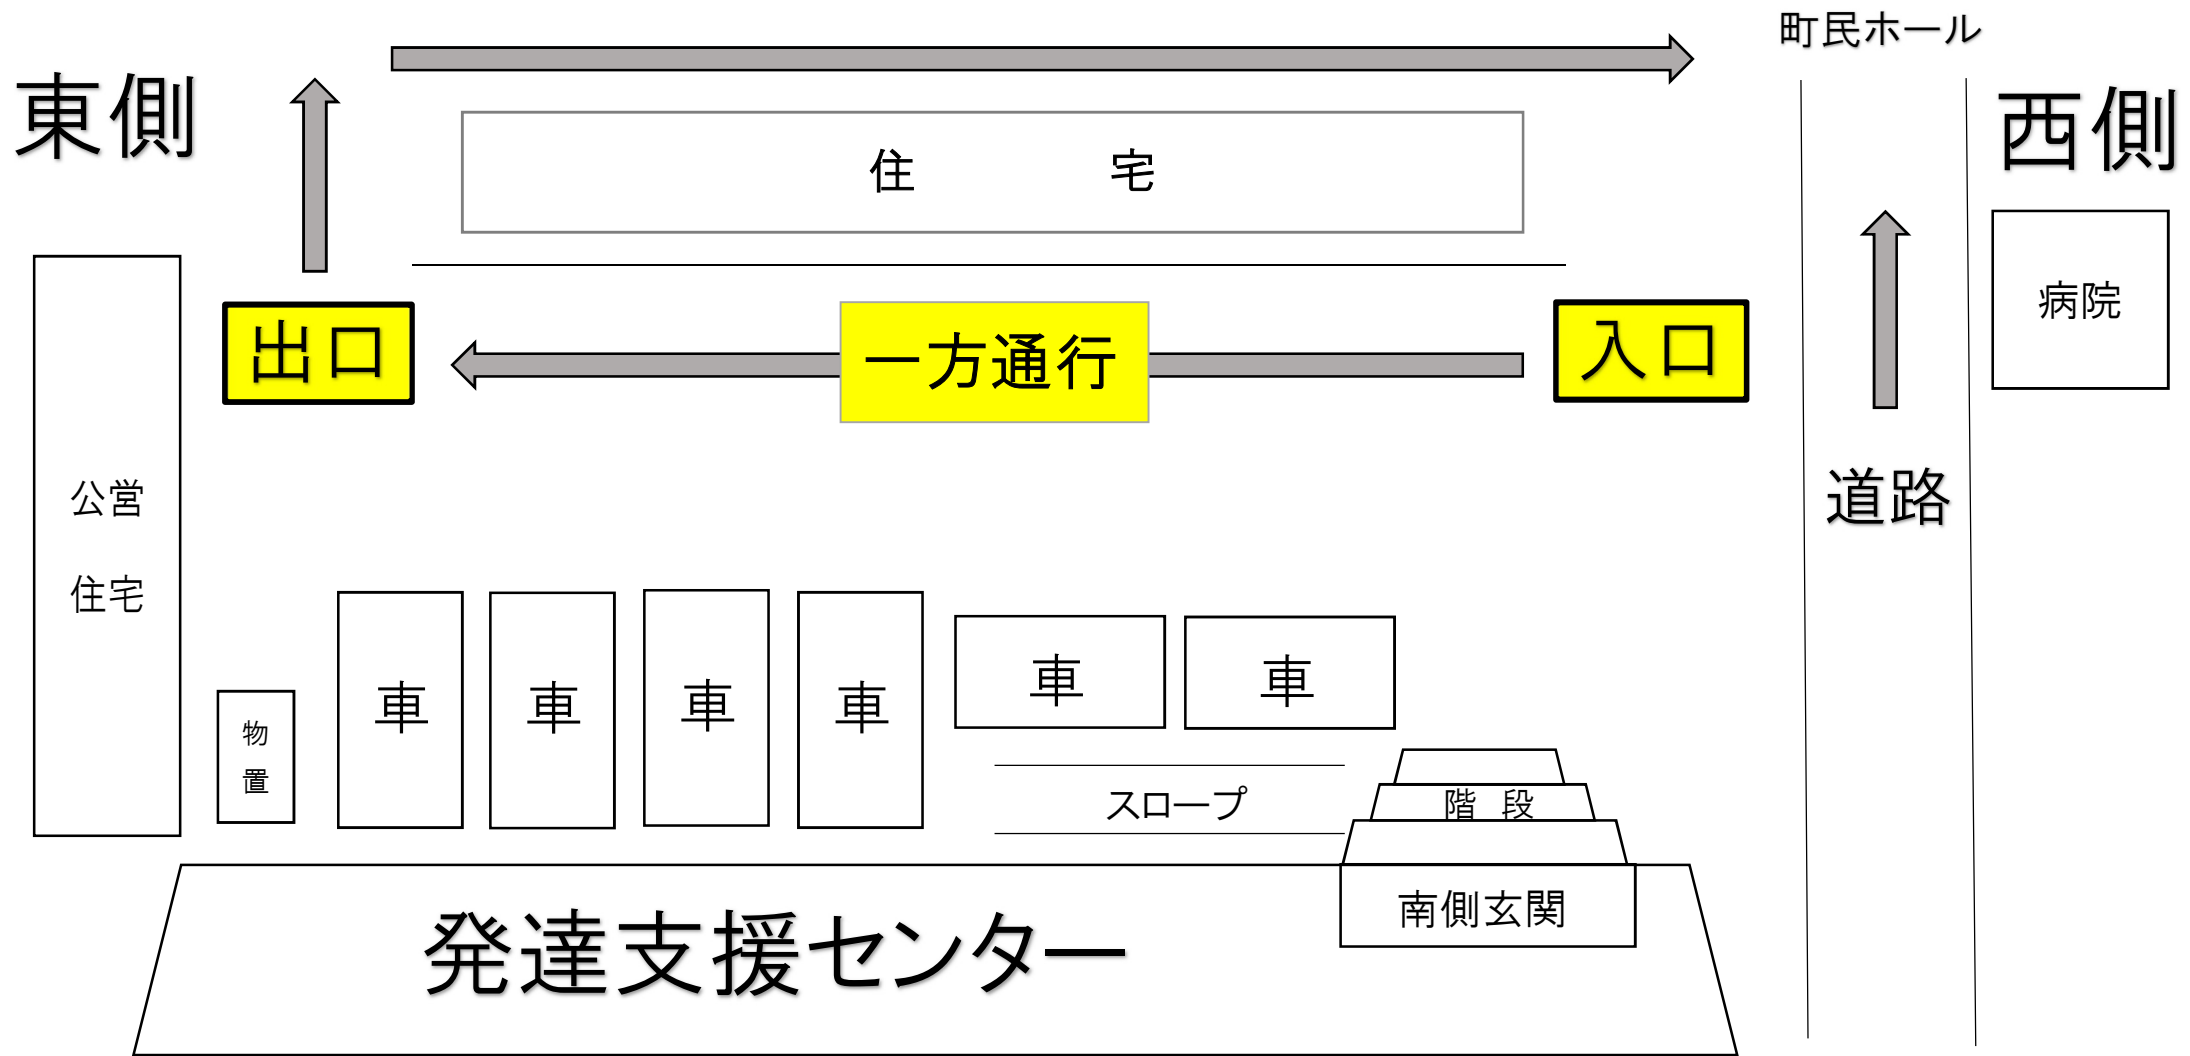 町民ホール
東側
西側
住　　宅
病院
出口
一方通行
入口
道路
公営
住宅
車
車
車
車
車
車
物
置
スロープ
階　段
南側玄関
発達支援センター